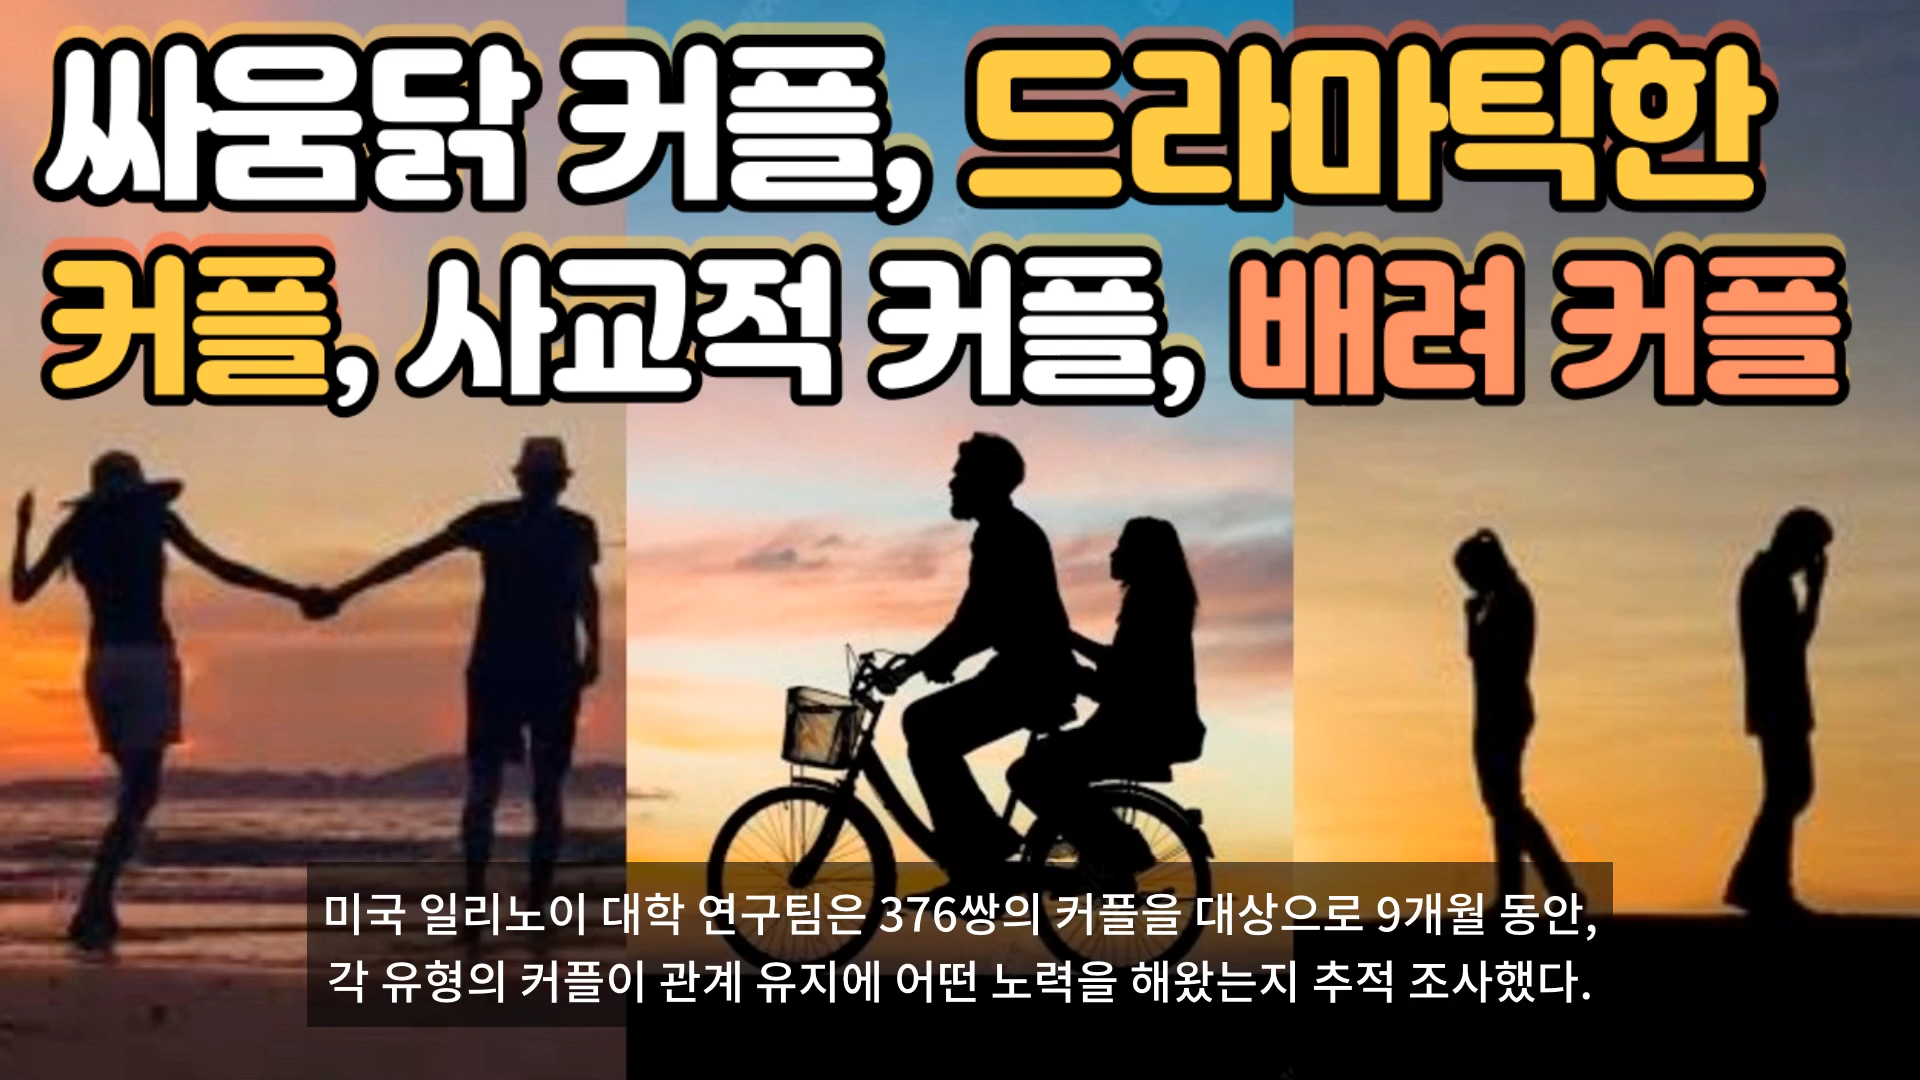 싸움닭 커플, 드라마틱한
커플, 사교적 커플, 배려 커플
미국 일리노이 대학 연구팀은 376쌍의 커플을 대상으로 9개월 동안,
각 유형의 커플이 관계 유지에 어떤 노력을 해왔는지 추적 조사했다.